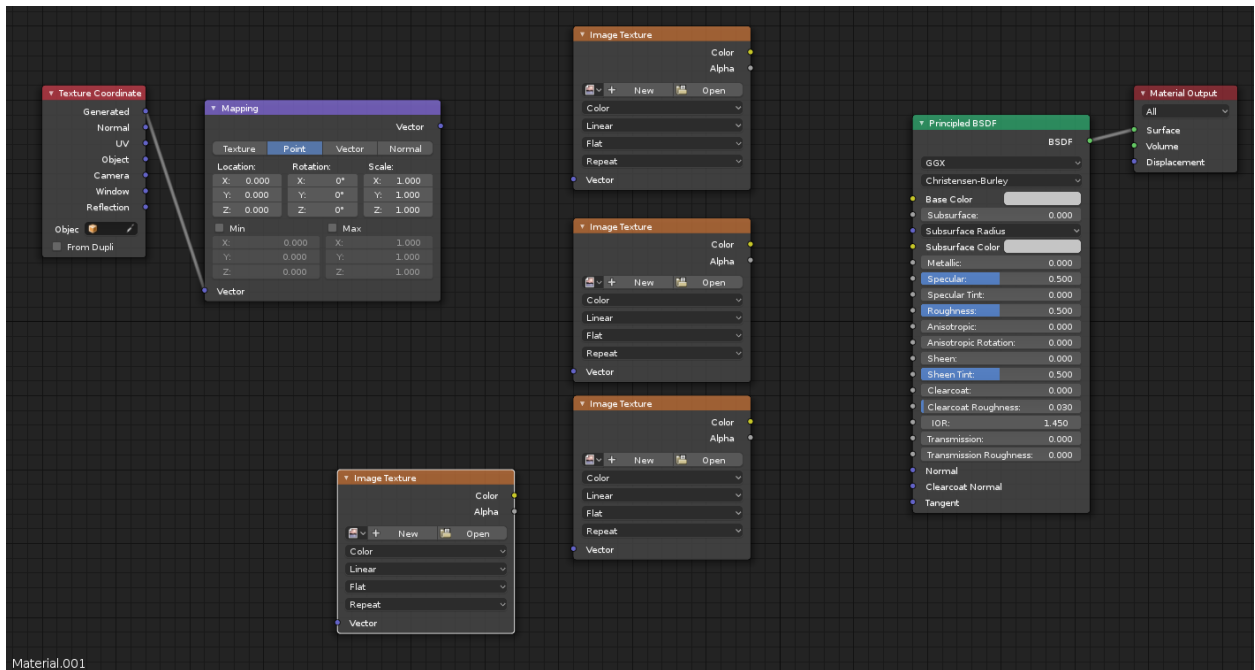 Texture Coordinate
Generated
Normal
UV
Object
Camera
Window
Reflection
Objec
From Dupli
Mapping
Vector
Texture Point Vector Normal
Location: Rotation: Scale:
X: 0.000 X: 0° X: 1.000
Y: 0.000 Y: 0° Y: 1.000
Z: 0.000 Z: 0° Z: 1.000
Min Max
X: 0.000 X: 1.000
Y: 0.000 Y: 1.000
Z: 0.000 Z: 1.000
Vector
Image Texture
Color
Alpha
New Open
Color
Linear
Flat
Repeat
Vector
Image Texture
Color
Alpha
New Open
Color
Linear
Flat
Repeat
Vector
Image Texture
Color
Alpha
New Open
Color
Linear
Flat
Repeat
Vector
Image Texture
Color
Alpha
New Open
Color
Linear
Flat
Repeat
Vector
Principled BSDF
BSDF
GGX
Christensen-Burley
Base Color
Subsurface: 0.000
Subsurface Radius
Subsurface Color
Metallic: 0.000
Specular: 0.500
Specular Tint: 0.000
Roughness: 0.500
Anisotropic: 0.000
Anisotropic Rotation: 0.000
Sheen: 0.000
Sheen Tint: 0.500
Clearcoat: 0.000
Clearcoat Roughness: 0.030
IOR: 1.450
Transmission: 0.000
Transmission Roughness: 0.000
Normal
Clearcoat Normal
Tangent
Material Output
All
Surface
Volume
Displacement
Material.001